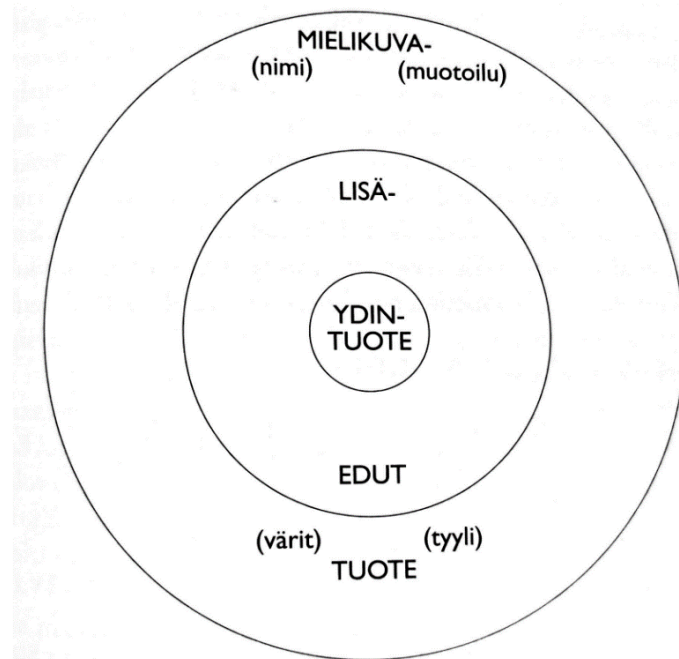 MIELIKUVA-
(nimi) (muotoilu)
LISÄ-
YDIN-
TUOTE
EDUT
(värit) (tyyli)
TUOTE